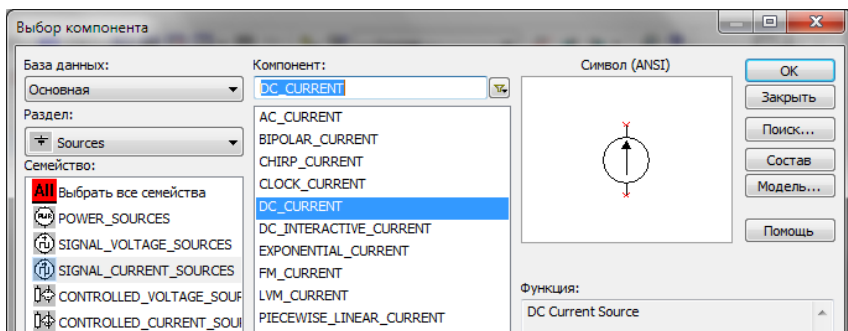 Выбор компонента
База данных:
Основная
Раздел:
Sources
Семейство:
All Выбрать все семейства
POWER_SOURCES
SIGNAL_VOLTAGE_SOURCES
SIGNAL_CURRENT_SOURCES
CONTROLLED_VOLTAGE_SOUR
CONTROLLED_CURRENT_SOUI
Компонент:
DC_CURRENT
AC_CURRENT
BIPOLAR_CURRENT
CHIRP_CURRENT
CLOCK_CURRENT
DC_CURRENT
DC_INTERACTIVE_CURRENT
EXPONENTIAL_CURRENT
FM_CURRENT
LVM_CURRENT
PIECEWISE_LINEAR_CURRENT
Символ (ANSI)
Функция:
DC Current Source
OK
Закрыть
Поиск...
Состав
Модель...
Помощь